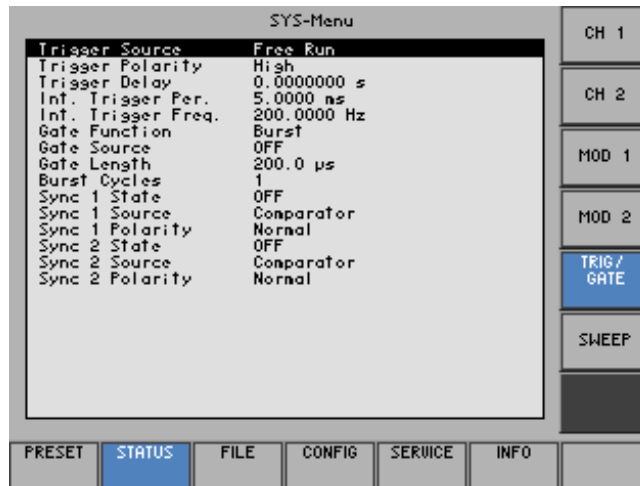 SYS-Menu
Trigger Source Free Run
Trigger Polarity High
Trigger Delay 0.0000000 s
Int. Trigger Per. 5.0000 ms
Int. Trigger Freq. 200.0000 Hz
Gate Function Burst
Gate Source OFF
Gate Length 200.0 µs
Burst Cycles 1
Sync 1 State OFF
Sync 1 Source Comparator
Sync 1 Polarity Normal
Sync 2 State OFF
Sync 2 Source Comparator
Sync 2 Polarity Normal
CH 1
CH 2
MOD 1
MOD 2
TRIG/
GATE
SWEEP
PRESET STATUS FILE CONFIG SERVICE INFO